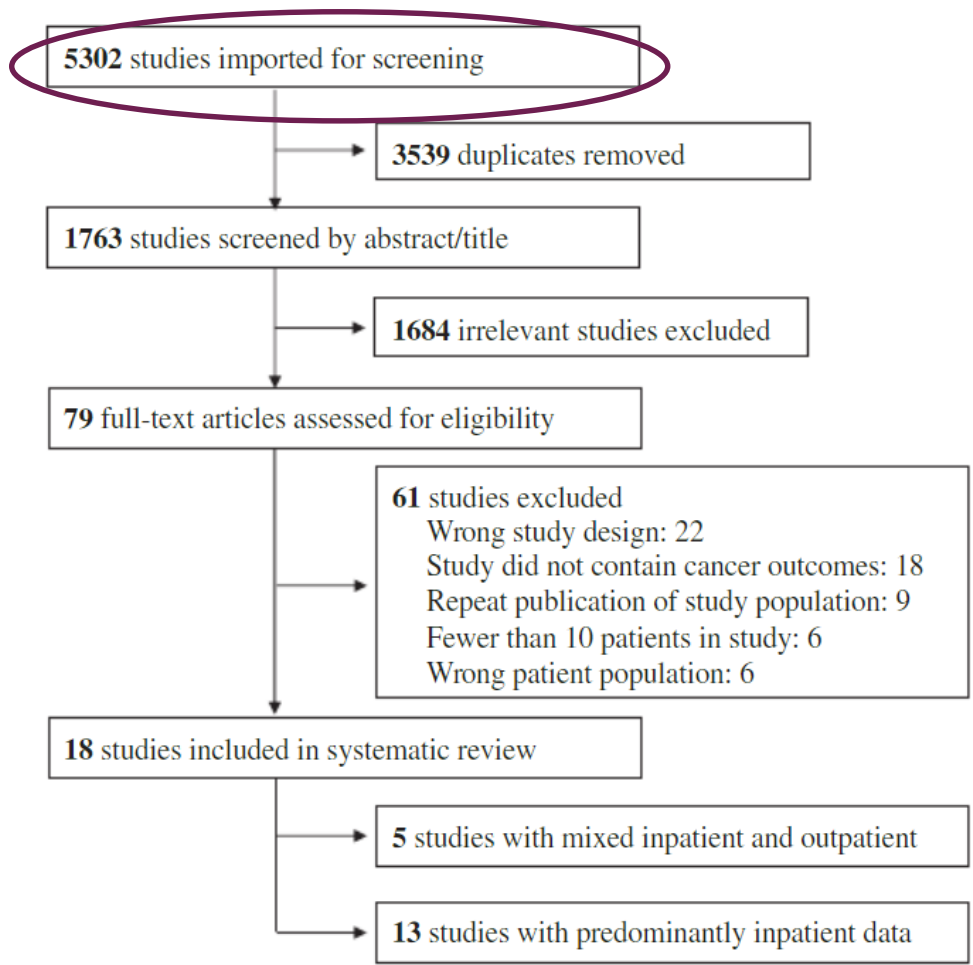 5302 studies imported for screening
3539 duplicates removed
1763 studies screened by abstract/title
1684 irrelevant studies excluded
79 full-text articles assessed for eligibility
61 studies excluded
Wrong study design: 22
Study did not contain cancer outcomes: 18
Repeat publication of study population: 9
Fewer than 10 patients in study: 6
Wrong patient population: 6
18 studies included in systematic review
5 studies with mixed inpatient and outpatient
13 studies with predominantly inpatient data